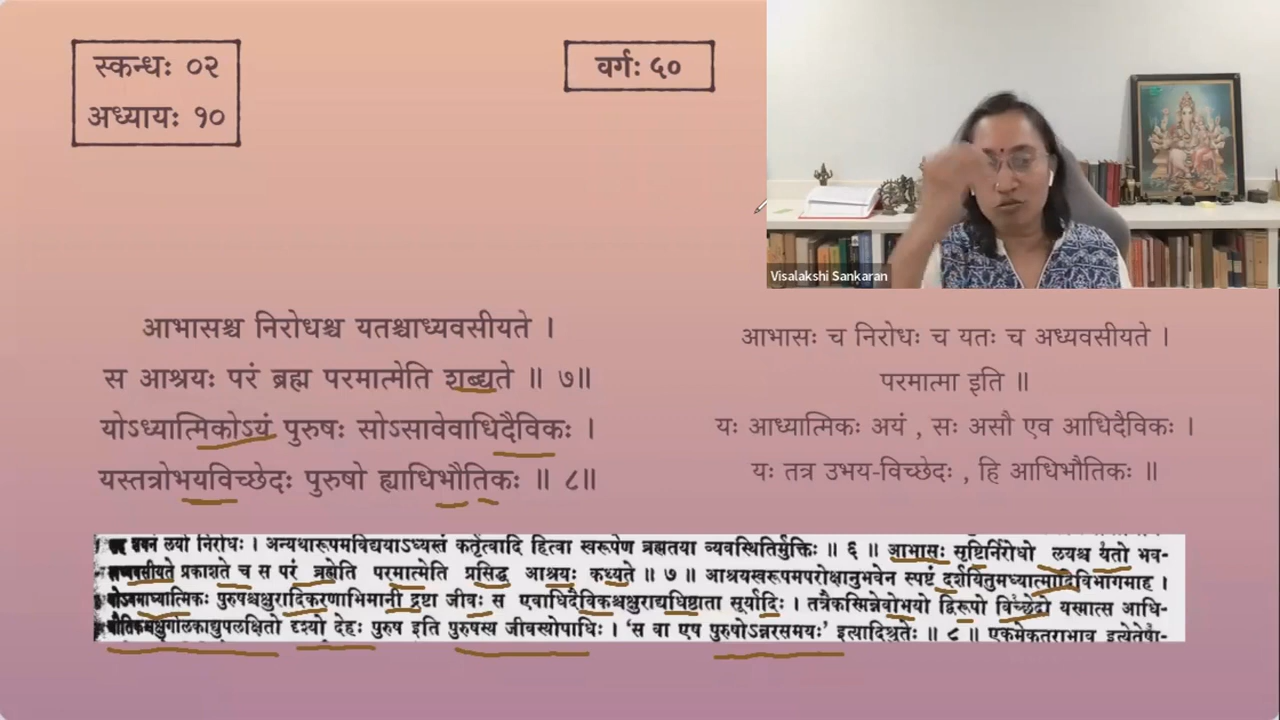 स्कन्धः ०२
अध्यायः १०
वर्गः ५०
Visalakshi Sankaran
आभासश्च निरोधश्च यतश्चाध्यवसीयते ।
स आश्रयः परं ब्रह्म परमात्मेति शब्द्यते ॥ ७॥
योऽध्यात्मिकोऽयं पुरुषः सोऽसावेवाधिदैविकः ।
यस्तत्रोभयविच्छेदः पुरुषो ह्याधिभौतिकः ॥ ८॥
आभासः च निरोधः च यतः च अध्यवसीयते ।
परमात्मा इति ॥
यः आध्यात्मिकः अयं , सः असौ एव आधिदैविकः ।
यः तत्र उभय-विच्छेदः , हि आधिभौतिकः ॥
लयो निरोधः । अन्यथारूपमविद्ययाऽध्यस्तं कर्तृत्वादि हित्वा स्वरूपेण ब्रह्मतया व्यवस्थितिर्मुक्तिः ॥ ६ ॥ आभासः सृष्टिर्निरोधो लयश्च यतो भव-
प्रकाशते च स परं ब्रह्मेति परमात्मेति प्रसिद्ध आश्रयः कथ्यते ॥ ७ ॥ आश्रयस्वरूपमपरोक्षानुभवेन स्पष्टं दर्शयितुमध्यात्मादिविभागमाह ।
योऽयमाध्यात्मिकः पुरुषश्चक्षुरादिकरणाभिमानी द्रष्टा जीवः स एवाधिदैविकश्चक्षुराद्यधिष्ठाता सूर्यादिः । तत्रैकस्मिन्नेवोभयो द्विरूपो विच्छेदो यस्मात्स आधि-
भौतिकश्चक्षुर्गोलकाद्युपलक्षितो दृश्यो देहः पुरुष इति पुरुषस्य जीवस्योपाधिः । ‘स वा एष पुरुषोऽन्नरसमयः’ इत्यादिश्रुतेः ॥ ८ ॥ एकमेकतराभाव इत्येतेषा-